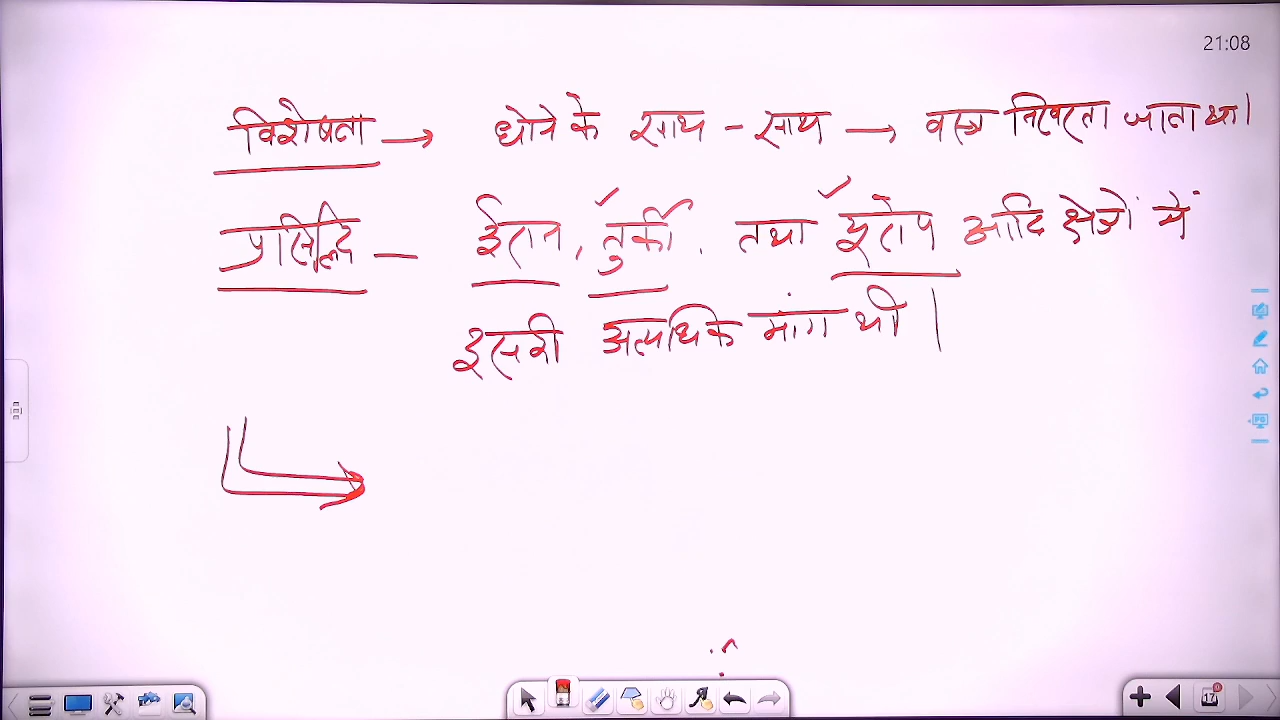 21:08
विशेषता → धोने के साथ - साथ → वस्त्र निखरता जाता था।
प्रसिद्धि - ईरान, तुर्की, तथा यूरोप आदि क्षेत्रों में
इसकी अत्यधिक मांग थी।